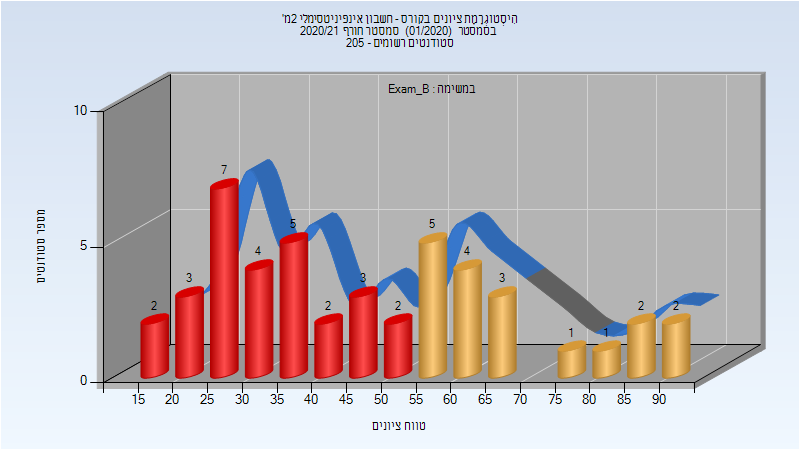 היסטוגרמת ציונים בקורס - חשבון אינפיניטסימלי 2מ'
בסמסטר (01/2020) סמסטר חורף 2020/21
סטודנטים רשומים - 205
במשימה : Exam_B
מספר סטודנטים
10
5
0
2 3 7 4 5 2 3 2 5 4 3 1 1 2 2
15 20 25 30 35 40 45 50 55 60 65 70 75 80 85 90
טווח ציונים